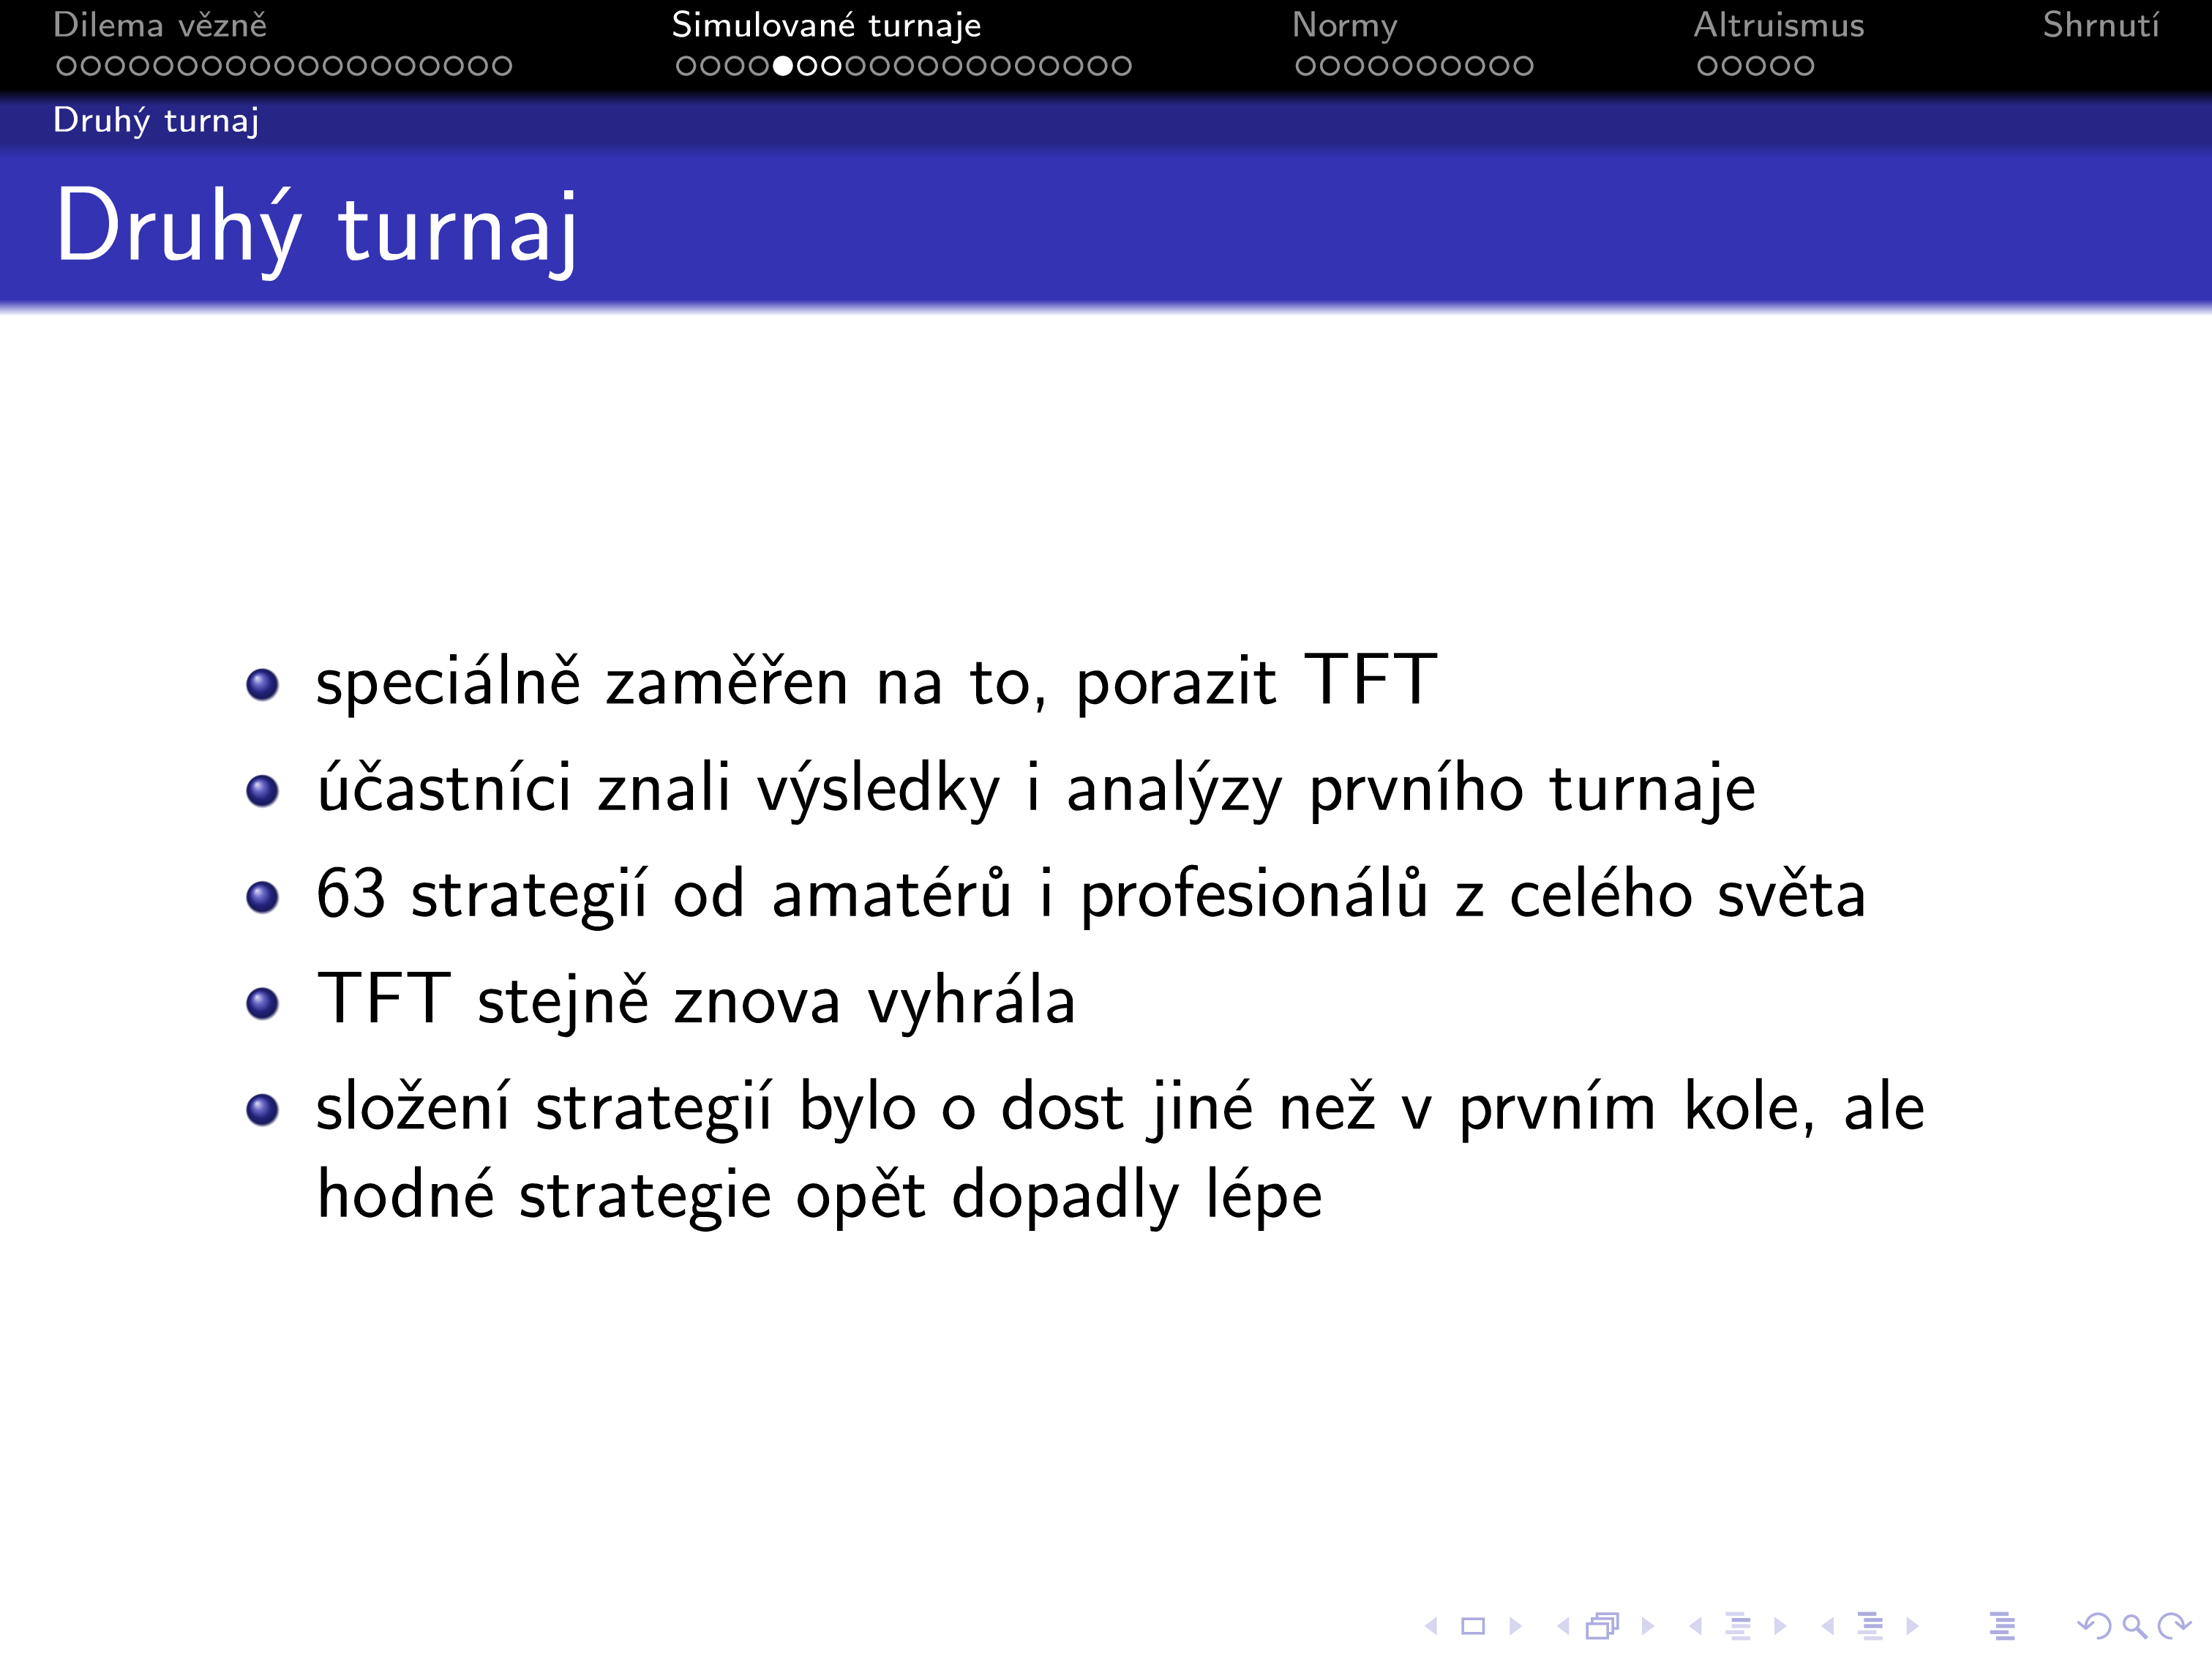 Dilema vězně Simulované turnaje Normy Altruismus Shrnutí
Druhý turnaj
Druhý turnaj
speciálně zaměřen na to, porazit TFT
účastníci znali výsledky i analýzy prvního turnaje
63 strategií od amatérů i profesionálů z celého světa
TFT stejně znova vyhrála
složení strategií bylo o dost jiné než v prvním kole, ale
hodné strategie opět dopadly lépe